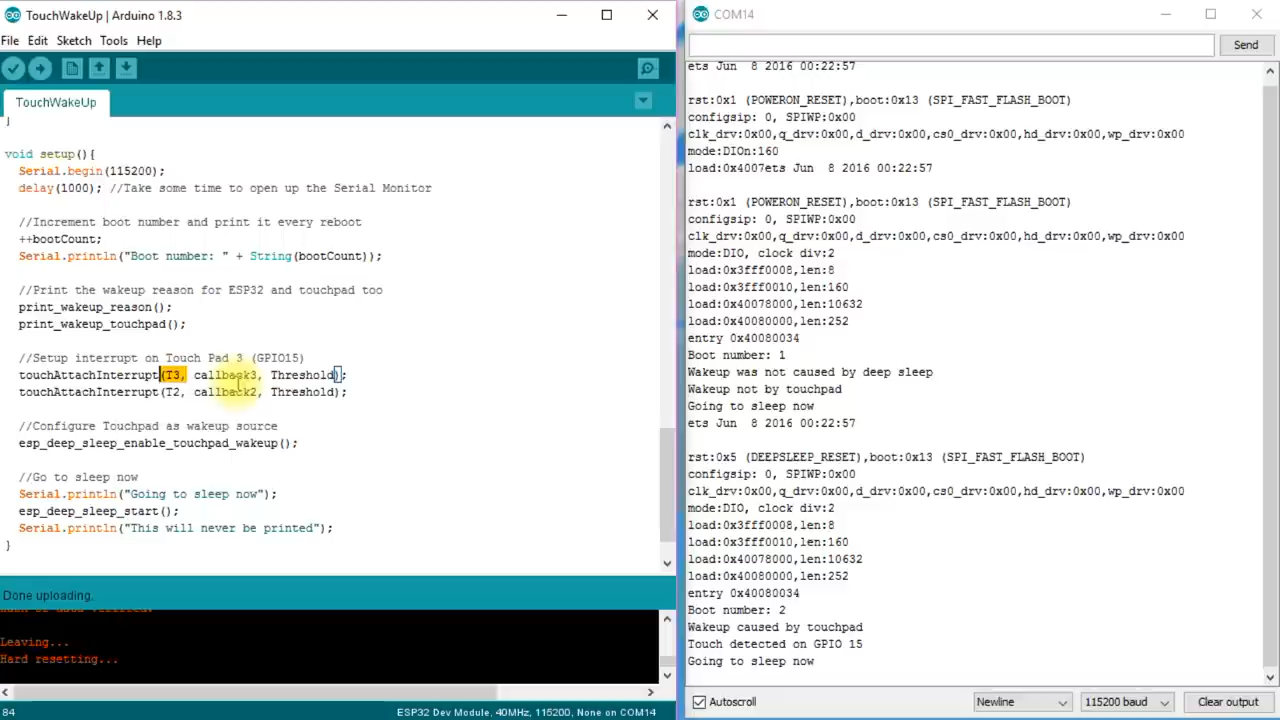 TouchWakeUp | Arduino 1.8.3
File Edit Sketch Tools Help
TouchWakeUp
}
void setup(){
Serial.begin(115200);
delay(1000); //Take some time to open up the Serial Monitor
//Increment boot number and print it every reboot
++bootCount;
Serial.println("Boot number: " + String(bootCount));
//Print the wakeup reason for ESP32 and touchpad too
print_wakeup_reason();
print_wakeup_touchpad();
//Setup interrupt on Touch Pad 3 (GPIO15)
touchAttachInterrupt(T3, callback3, Threshold);
touchAttachInterrupt(T2, callback2, Threshold);
//Configure Touchpad as wakeup source
esp_deep_sleep_enable_touchpad_wakeup();
//Go to sleep now
Serial.println("Going to sleep now");
esp_deep_sleep_start();
Serial.println("This will never be printed");
}
Done uploading.
Leaving...
Hard resetting...
84
ESP32 Dev Module, 40MHz, 115200, None on COM14
COM14
Send
ets Jun  8 2016 00:22:57
rst:0x1 (POWERON_RESET),boot:0x13 (SPI_FAST_FLASH_BOOT)
configsip: 0, SPIWP:0x00
clk_drv:0x00,q_drv:0x00,d_drv:0x00,cs0_drv:0x00,hd_drv:0x00,wp_drv:0x00
mode:DIOn:160
load:0x4007ets Jun  8 2016 00:22:57
rst:0x1 (POWERON_RESET),boot:0x13 (SPI_FAST_FLASH_BOOT)
configsip: 0, SPIWP:0x00
clk_drv:0x00,q_drv:0x00,d_drv:0x00,cs0_drv:0x00,hd_drv:0x00,wp_drv:0x00
mode:DIO, clock div:2
load:0x3fff0008,len:8
load:0x3fff0010,len:160
load:0x40078000,len:10632
load:0x40080000,len:252
entry 0x40080034
Boot number: 1
Wakeup was not caused by deep sleep
Wakeup not by touchpad
Going to sleep now
ets Jun  8 2016 00:22:57
rst:0x5 (DEEPSLEEP_RESET),boot:0x13 (SPI_FAST_FLASH_BOOT)
configsip: 0, SPIWP:0x00
clk_drv:0x00,q_drv:0x00,d_drv:0x00,cs0_drv:0x00,hd_drv:0x00,wp_drv:0x00
mode:DIO, clock div:2
load:0x3fff0008,len:8
load:0x3fff0010,len:160
load:0x40078000,len:10632
load:0x40080000,len:252
entry 0x40080034
Boot number: 2
Wakeup caused by touchpad
Touch detected on GPIO 15
Going to sleep now
Autoscroll
Newline
115200 baud
Clear output